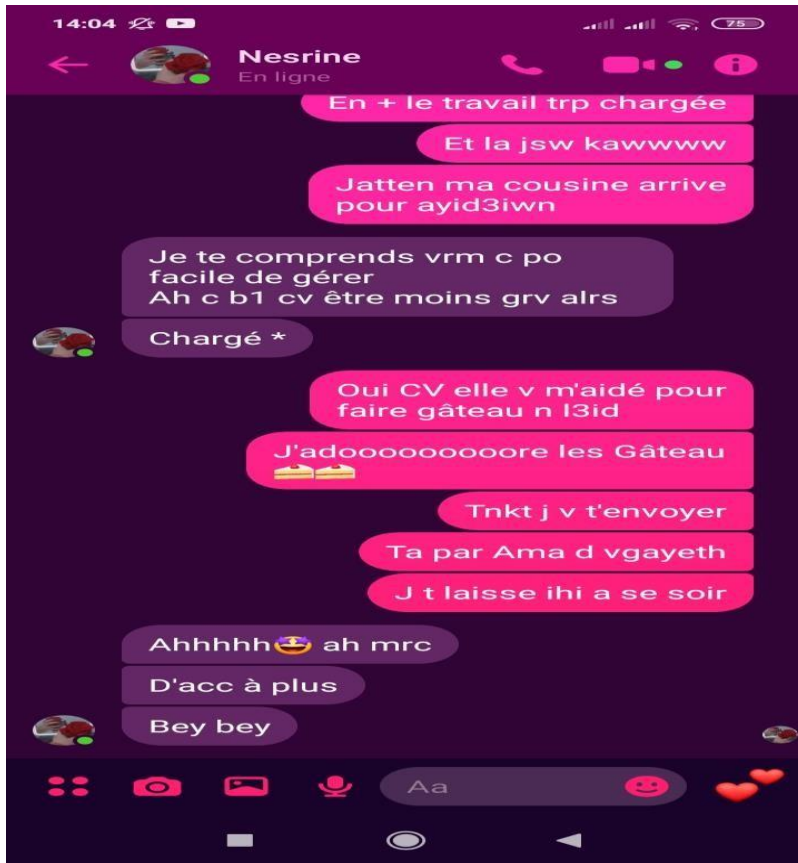 14:04
75
Nesrine
En ligne
En + le travail trp chargée
Et la jsw kawwww
Jatten ma cousine arrive
pour ayid3iwn
Je te comprends vrm c po
facile de gérer
Ah c b1 cv être moins grv alrs
Chargé *
Oui CV elle v m'aidé pour
faire gâteau n l3id
J'adoooooooooore les Gâteau
🍰🍰
Tnkt j v t'envoyer
Ta par Ama d vgayeth
J t laisse ihi a se soir
Ahhhhh🤩 ah mrc
D'acc à plus
Bey bey
Aa